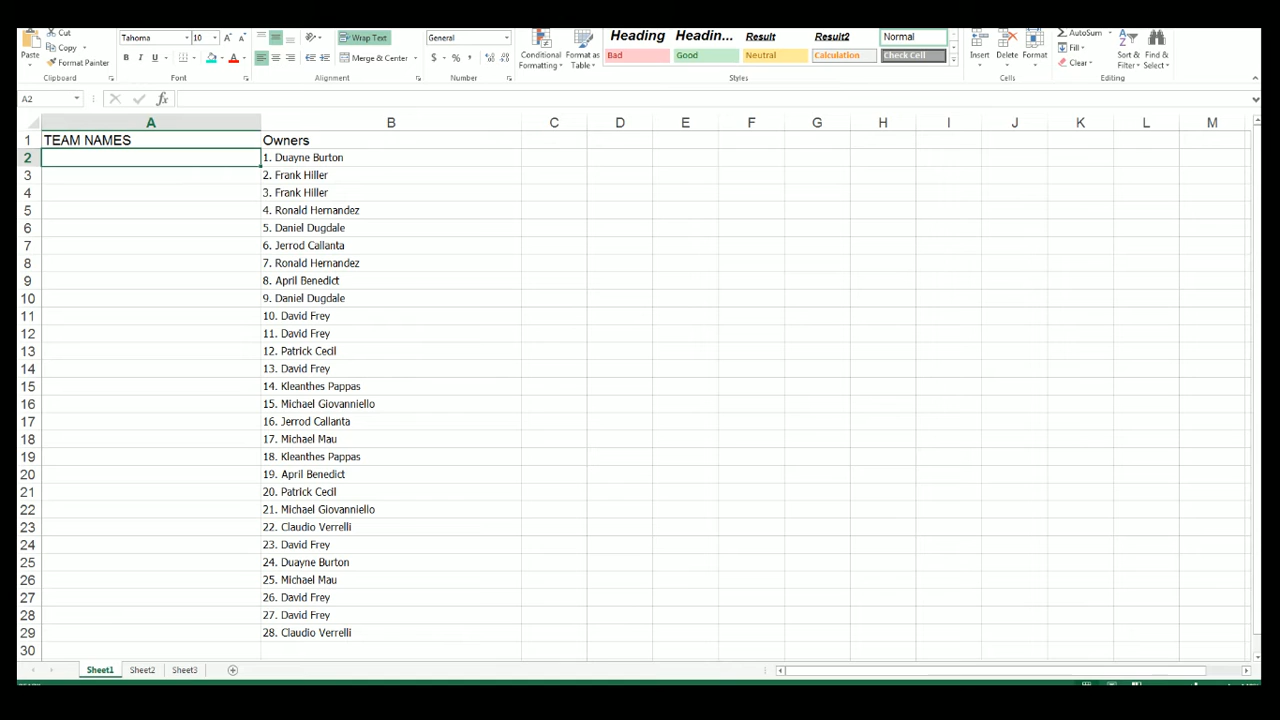 Cut
Paste
Copy
Format Painter
Clipboard
Tahoma 10 A A
B I U A
Font
Wrap Text
Merge & Center
Alignment
General
$ % ,
Number
Conditional Formatting
Format as Table
Heading Headin... Result Result2 Normal
Bad Good Neutral Calculation Check Cell
Styles
Insert Delete Format
Cells
AutoSum
Fill
Clear
Sort & Filter
Find & Select
Editing
A2 fx
A B C D E F G H I J K L M
1 TEAM NAMES Owners
2 1. Duayne Burton
3 2. Frank Hiller
4 3. Frank Hiller
5 4. Ronald Hernandez
6 5. Daniel Dugdale
7 6. Jerrod Callanta
8 7. Ronald Hernandez
9 8. April Benedict
10 9. Daniel Dugdale
11 10. David Frey
12 11. David Frey
13 12. Patrick Cecil
14 13. David Frey
15 14. Kleanthes Pappas
16 15. Michael Giovanniello
17 16. Jerrod Callanta
18 17. Michael Mau
19 18. Kleanthes Pappas
20 19. April Benedict
21 20. Patrick Cecil
22 21. Michael Giovanniello
23 22. Claudio Verrelli
24 23. David Frey
25 24. Duayne Burton
26 25. Michael Mau
27 26. David Frey
28 27. David Frey
29 28. Claudio Verrelli
30
Sheet1 Sheet2 Sheet3